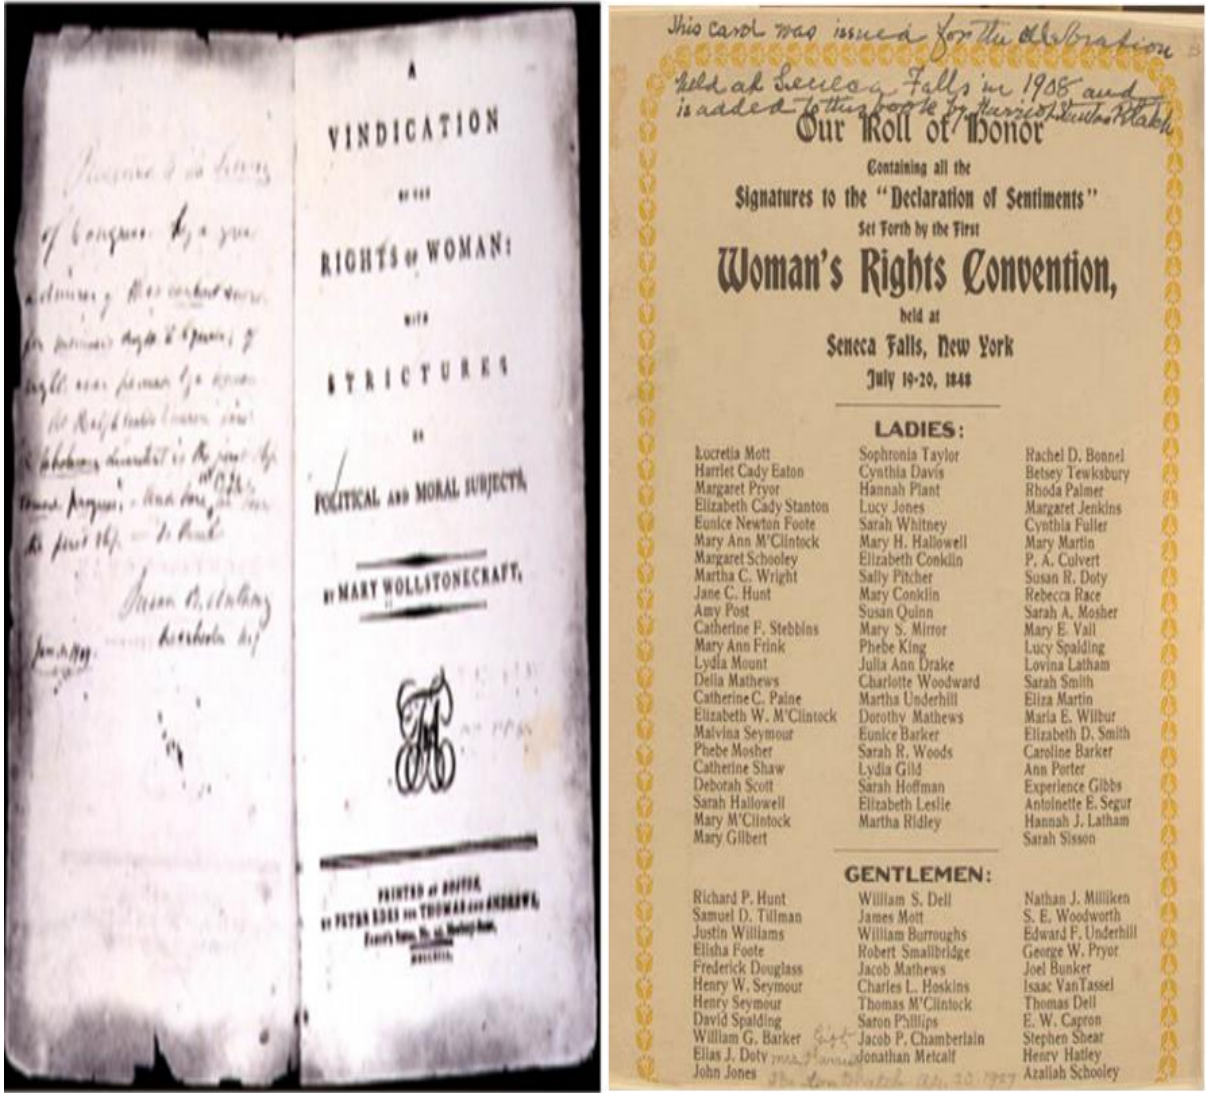 of Congress by a great
the first step
Susan B. Anthony
A
VINDICATION
OF THE
RIGHTS OF WOMAN:
WITH
STRICTURES
ON
POLITICAL AND MORAL SUBJECTS,
BY MARY WOLLSTONECRAFT,
PRINTED AT BOSTON,
BY PETER EDES FOR THOMAS AND ANDREWS,
This card was issued for the celebration
held at Seneca Falls in 1908 and
is added to this book by Harriot Stanton Blatch
Our Roll of Honor
Containing all the
Signatures to the "Declaration of Sentiments"
Set Forth by the First
Woman's Rights Convention,
held at
Seneca Falls, New York
July 19-20, 1848
LADIES:
Lucretia Mott
Harriet Cady Eaton
Margaret Pryor
Elizabeth Cady Stanton
Eunice Newton Foote
Mary Ann M'Clintock
Margaret Schooley
Martha C. Wright
Jane C. Hunt
Amy Post
Catherine F. Stebbins
Mary Ann Frink
Lydia Mount
Delia Mathews
Catherine C. Paine
Elizabeth W. M'Clintock
Malvina Seymour
Phebe Mosher
Catherine Shaw
Deborah Scott
Sarah Hallowell
Mary M'Clintock
Mary Gilbert
Sophronia Taylor
Cynthia Davis
Hannah Plant
Lucy Jones
Sarah Whitney
Mary H. Hallowell
Elizabeth Conklin
Sally Pitcher
Mary Conklin
Susan Quinn
Mary S. Mirror
Phebe King
Julia Ann Drake
Charlotte Woodward
Martha Underhill
Dorothy Mathews
Eunice Barker
Sarah R. Woods
Lydia Gild
Sarah Hoffman
Elizabeth Leslie
Martha Ridley
Rachel D. Bonnel
Betsey Tewksbury
Rhoda Palmer
Margaret Jenkins
Cynthia Fuller
Mary Martin
P. A. Culvert
Susan R. Doty
Rebecca Race
Sarah A. Mosher
Mary E. Vail
Lucy Spalding
Lovina Latham
Sarah Smith
Eliza Martin
Maria E. Wilbur
Elizabeth D. Smith
Caroline Barker
Ann Porter
Experience Gibbs
Antoinette E. Segur
Hannah J. Latham
Sarah Sisson
GENTLEMEN:
Richard P. Hunt
Samuel D. Tillman
Justin Williams
Elisha Foote
Frederick Douglass
Henry W. Seymour
Henry Seymour
David Spalding
William G. Barker
Elias J. Doty
John Jones
William S. Dell
James Mott
William Burroughs
Robert Smallbridge
Jacob Mathews
Charles L. Hoskins
Thomas M'Clintock
Saron Phillips
Jacob P. Chamberlain
Jonathan Metcalf
Nathan J. Milliken
S. E. Woodworth
Edward F. Underhill
George W. Pryor
Joel Bunker
Isaac VanTassel
Thomas Dell
E. W. Capron
Stephen Shear
Henry Hatley
Azaliah Schooley